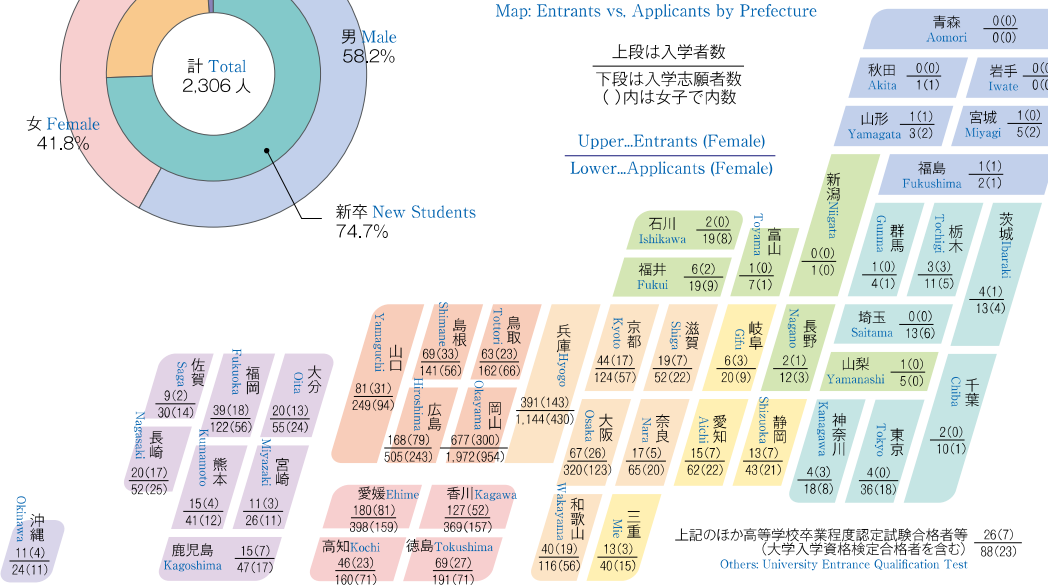 計 Total
2,306 人
男 Male
58.2%
女 Female
41.8%
新卒 New Students
74.7%
Map: Entrants vs. Applicants by Prefecture
上段は入学者数
下段は入学志願者数
( )内は女子で内数
Upper...Entrants (Female)
Lower...Applicants (Female)
青森 Aomori
0(0)
0(0)
秋田 Akita
0(0)
1(1)
岩手 Iwate
山形 Yamagata
1(1)
3(2)
宮城 Miyagi
1(0)
5(2)
福島 Fukushima
1(1)
2(1)
新潟 Niigata
0(0)
1(0)
石川 Ishikawa
2(0)
19(8)
富山 Toyama
1(0)
7(1)
福井 Fukui
6(2)
19(9)
群馬 Gunma
1(0)
4(1)
栃木 Tochigi
3(3)
11(5)
茨城 Ibaraki
4(1)
13(4)
埼玉 Saitama
0(0)
13(6)
山梨 Yamanashi
1(0)
5(0)
千葉 Chiba
2(0)
10(1)
神奈川 Kanagawa
4(3)
18(8)
東京 Tokyo
4(0)
36(18)
長野 Nagano
2(1)
12(3)
岐阜 Gifu
6(3)
20(9)
静岡 Shizuoka
13(7)
43(21)
愛知 Aichi
15(7)
62(22)
三重 Mie
13(3)
40(15)
滋賀 Shiga
19(7)
52(22)
京都 Kyoto
44(17)
124(57)
兵庫 Hyogo
391(143)
1,144(430)
大阪 Osaka
67(26)
320(123)
奈良 Nara
17(5)
65(20)
和歌山 Wakayama
40(19)
116(56)
鳥取 Tottori
63(23)
162(66)
島根 Shimane
69(33)
141(56)
岡山 Okayama
677(300)
1,972(954)
広島 Hiroshima
168(79)
505(243)
山口 Yamaguchi
81(31)
249(94)
愛媛 Ehime
180(81)
398(159)
香川 Kagawa
127(52)
369(157)
高知 Kochi
46(23)
160(71)
徳島 Tokushima
69(27)
191(71)
大分 Oita
20(13)
55(24)
福岡 Fukuoka
39(18)
122(56)
佐賀 Saga
9(2)
30(14)
長崎 Nagasaki
20(17)
52(25)
熊本 Kumamoto
15(4)
41(12)
宮崎 Miyazaki
11(3)
26(11)
鹿児島 Kagoshima
15(7)
47(17)
沖縄 Okinawa
11(4)
24(11)
上記のほか高等学校卒業程度認定試験合格者等
(大学入学資格検定合格者を含む)
26(7)
88(23)
Others: University Entrance Qualification Test